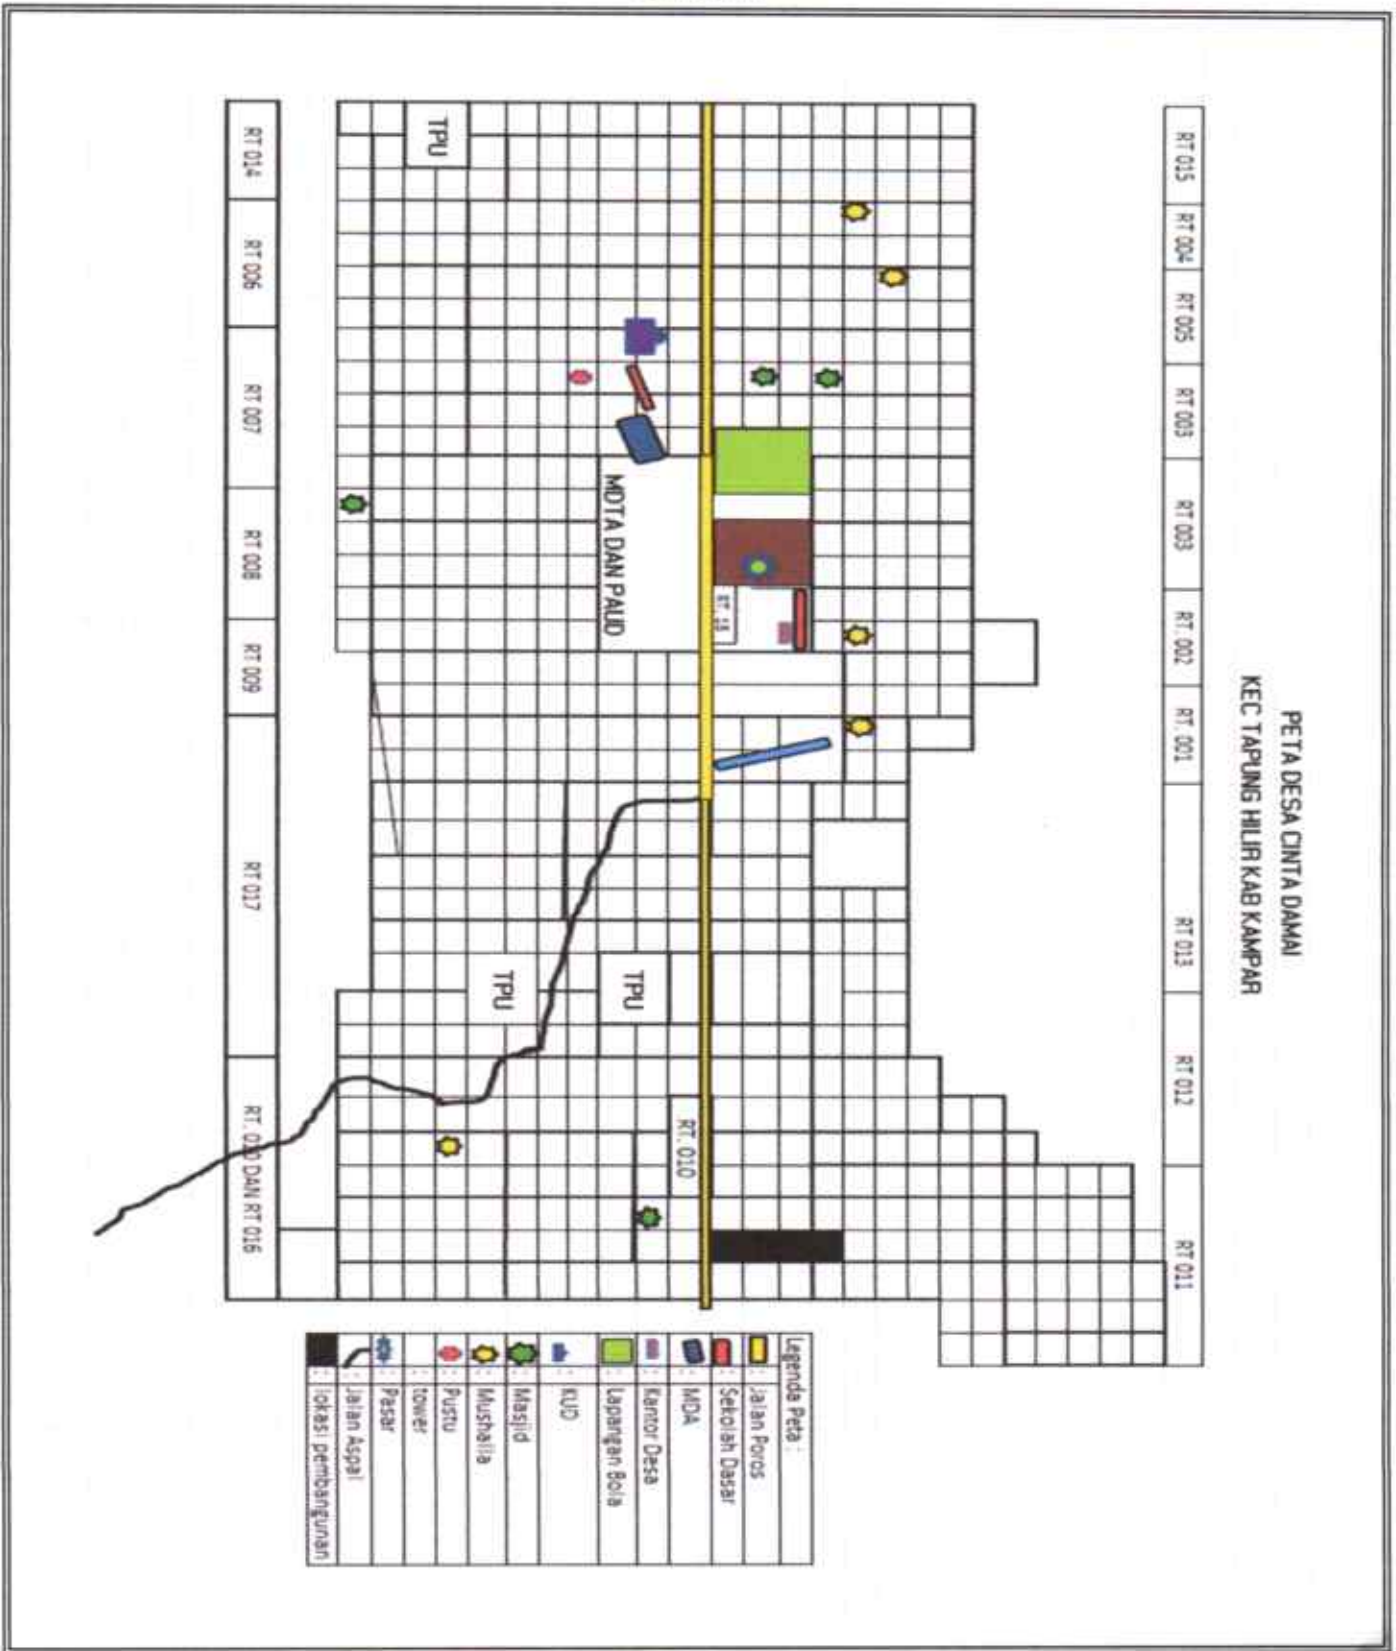 PETA DESA CINTA DAMAI
KEC TAPUNG HILIR KAB KAMPAR
RT 015
RT 004
RT 005
RT 003
RT 003
RT. 002
RT. 001
RT 013
RT 012
RT 011
TPU
MDTA DAN PAUD
RT. 18
TPU
TPU
RT. 010
RT 014
RT 006
RT 007
RT 008
RT 009
RT 017
RT. 010 DAN RT 016
Legenda Peta :
: Jalan Poros
: Sekolah Dasar
: MDA
: Kantor Desa
: Lapangan Bola
: KUD
: Masjid
: Mushalla
: Pustu
: tower
: Pasar
: Jalan Aspal
: lokasi pembangunan